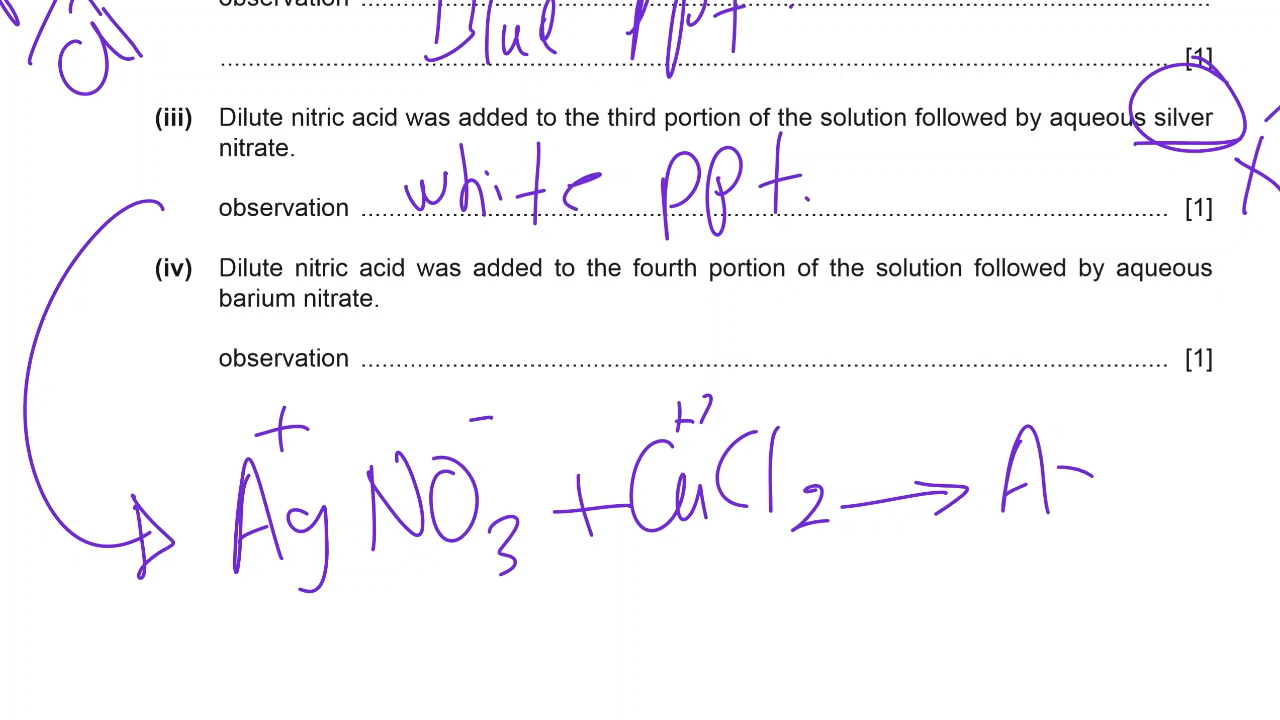 observation ..........
Blue ppt.
.......... [1]
(iii) Dilute nitric acid was added to the third portion of the solution followed by aqueous silver
nitrate.
white ppt.
observation .......... [1]
(iv) Dilute nitric acid was added to the fourth portion of the solution followed by aqueous
barium nitrate.
observation .......... [1]
+ - +2
AgNO3 + CuCl2 → A